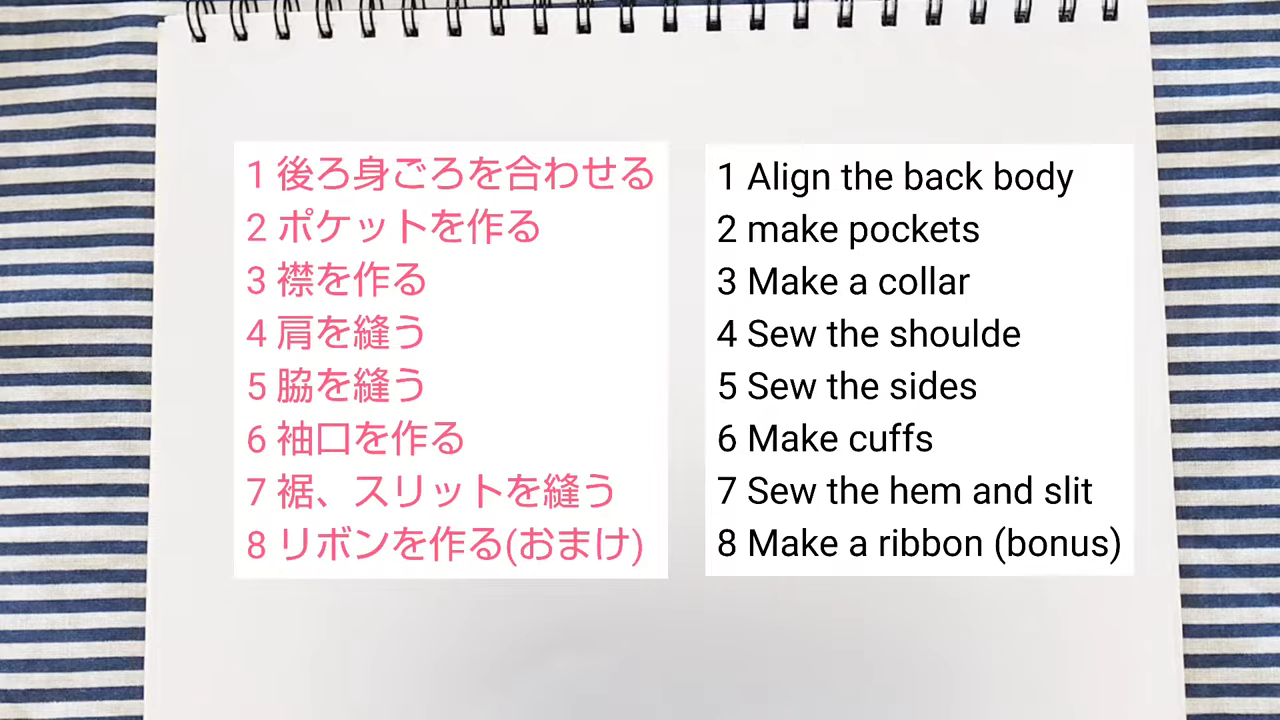 1 後ろ身ごろを合わせる
2 ポケットを作る
3 襟を作る
4 肩を縫う
5 脇を縫う
6 袖口を作る
7 裾、スリットを縫う
8 リボンを作る(おまけ)
1 Align the back body
2 make pockets
3 Make a collar
4 Sew the shoulde
5 Sew the sides
6 Make cuffs
7 Sew the hem and slit
8 Make a ribbon (bonus)